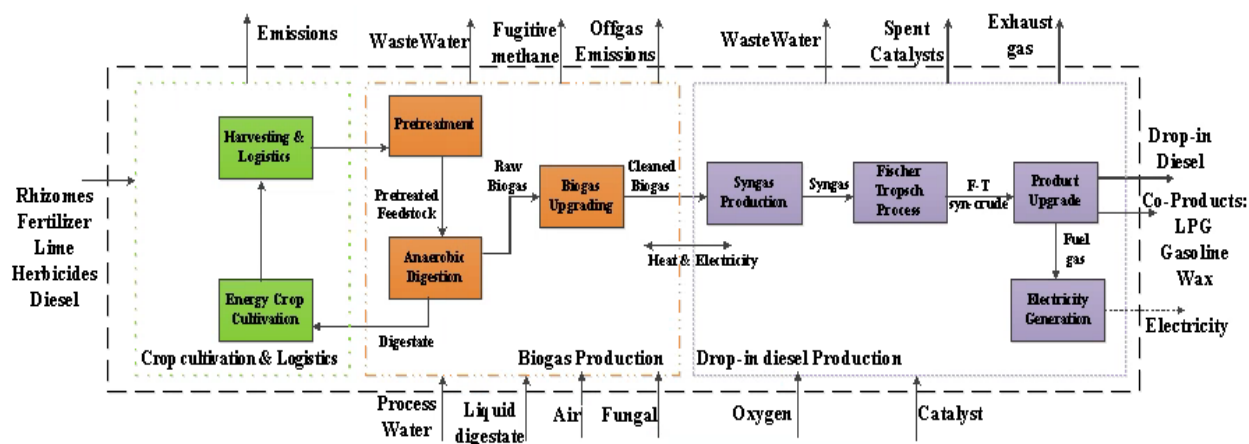 Emissions
WasteWater
Fugitive
methane
Offgas
Emissions
WasteWater
Spent
Catalysts
Exhaust
gas
Rhizomes
Fertilizer
Lime
Herbicides
Diesel
Harvesting &
Logistics
Energy Crop
Cultivation
Crop cultivation & Logistics
Pretreatment
Pretreated
Feedstock
Anaerobic
Digestion
Digestate
Raw
Biogas
Biogas
Upgrading
Cleaned
Biogas
Biogas Production
Heat & Electricity
Syngas
Production
Syngas
Fischer
Tropsch
Process
F-T
syn-crude
Product
Upgrade
Fuel
gas
Electricity
Generation
Drop-in diesel Production
Drop-in
Diesel
Co-Products:
LPG
Gasoline
Wax
Electricity
Process
Water
Liquid
digestate
Air
Fungal
Oxygen
Catalyst